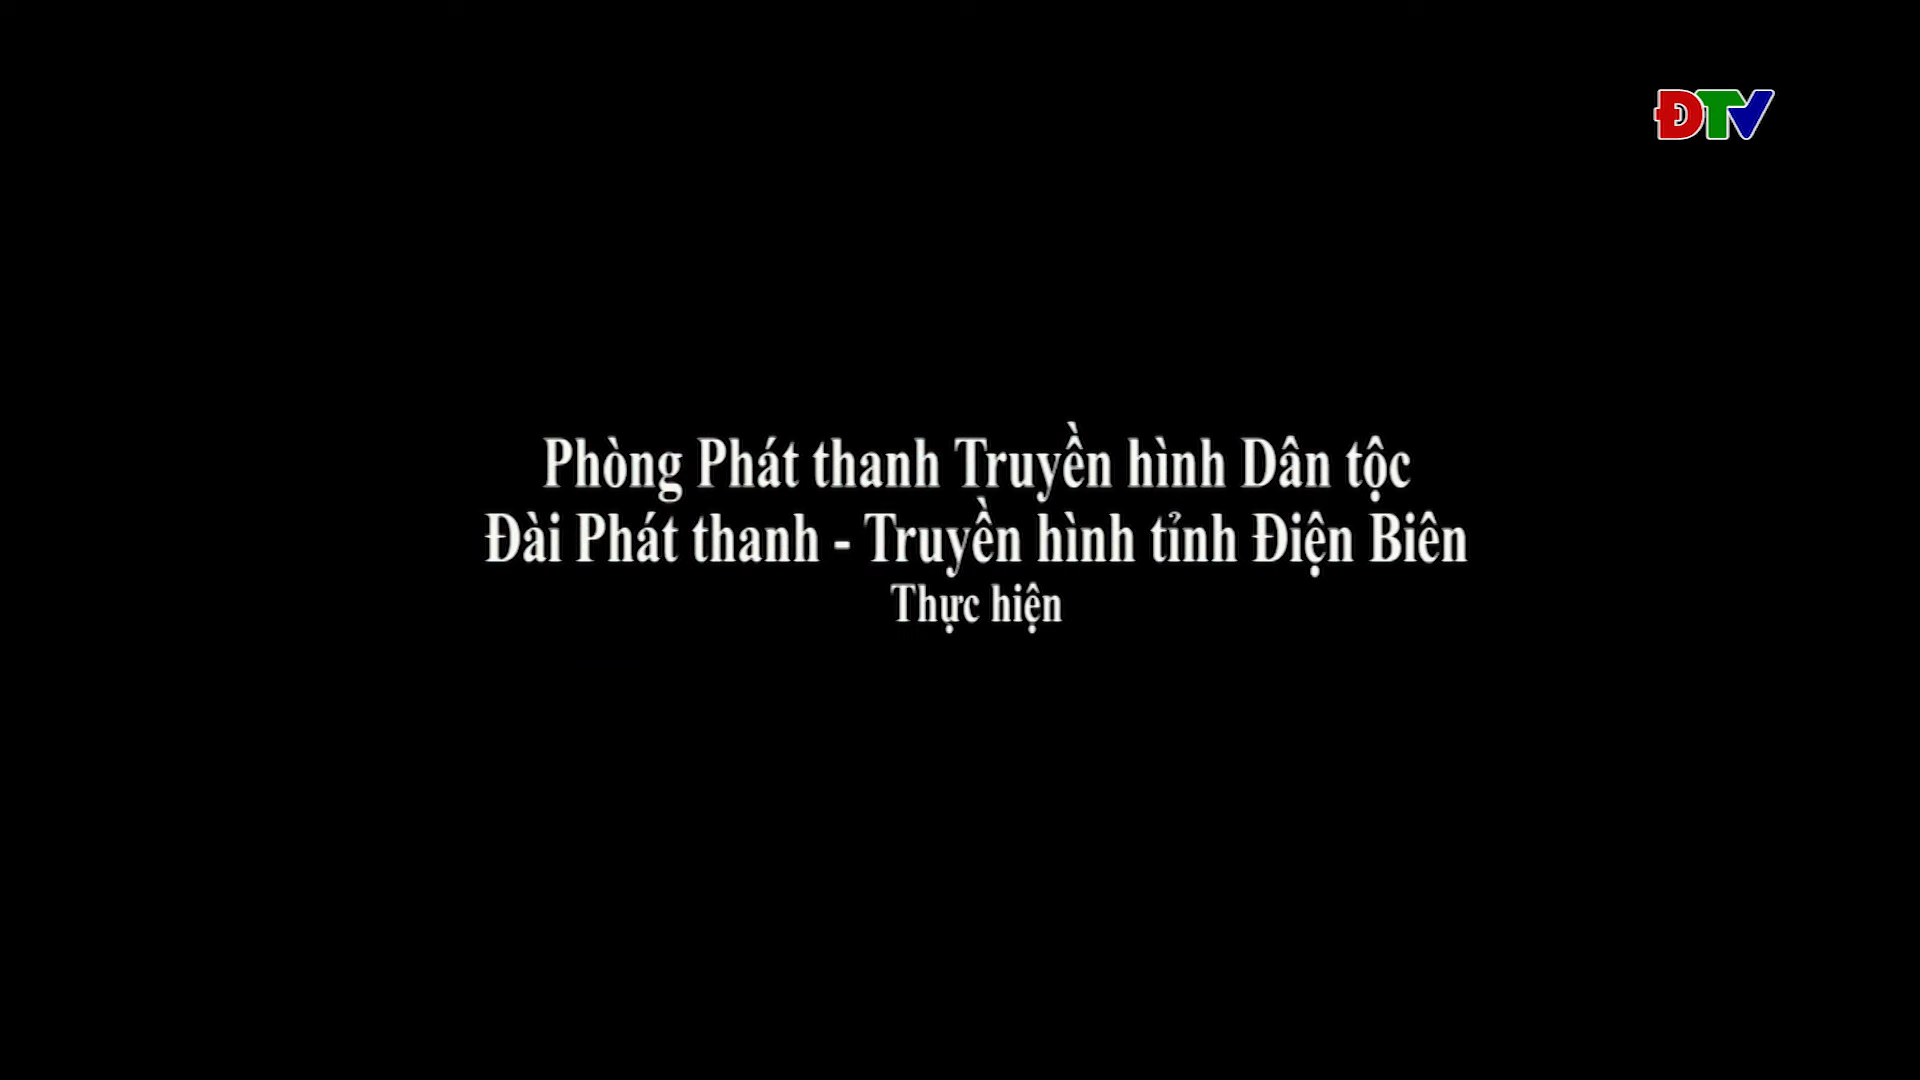 ĐTV
Phòng Phát thanh Truyền hình Dân tộc
Đài Phát thanh - Truyền hình tỉnh Điện Biên
Thực hiện